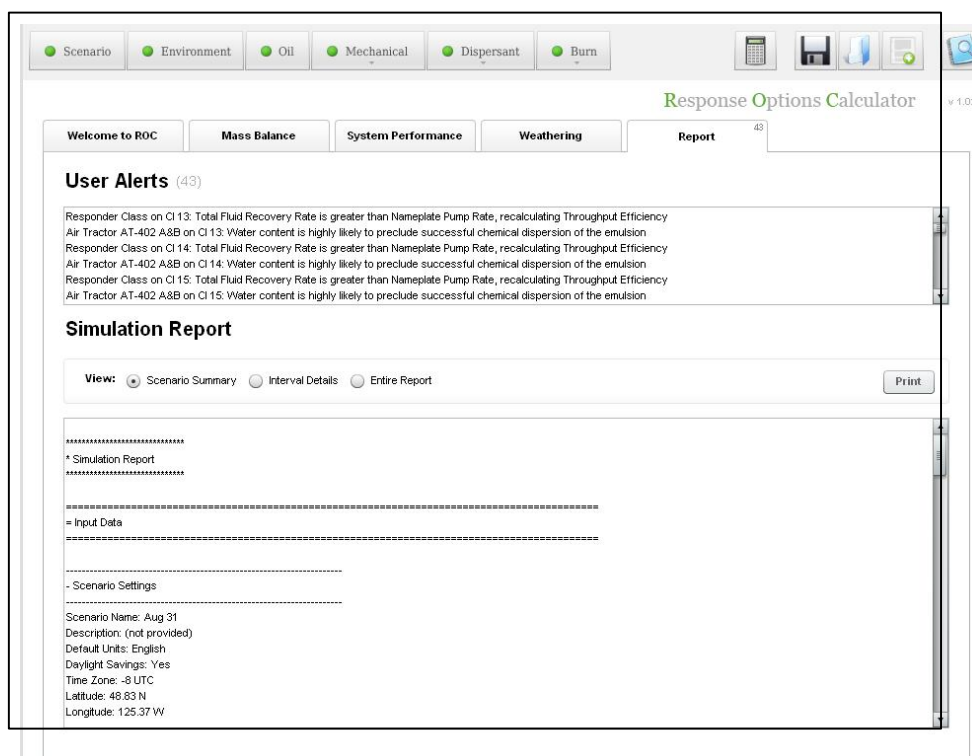 Scenario Environment Oil Mechanical Dispersant Burn
Response Options Calculator v 1.0
Welcome to ROC Mass Balance System Performance Weathering Report 43
User Alerts (43)
Responder Class on CI 13: Total Fluid Recovery Rate is greater than Nameplate Pump Rate, recalculating Throughput Efficiency
Air Tractor AT-402 A&B on CI 13: Water content is highly likely to preclude successful chemical dispersion of the emulsion
Responder Class on CI 14: Total Fluid Recovery Rate is greater than Nameplate Pump Rate, recalculating Throughput Efficiency
Air Tractor AT-402 A&B on CI 14: Water content is highly likely to preclude successful chemical dispersion of the emulsion
Responder Class on CI 15: Total Fluid Recovery Rate is greater than Nameplate Pump Rate, recalculating Throughput Efficiency
Air Tractor AT-402 A&B on CI 15: Water content is highly likely to preclude successful chemical dispersion of the emulsion
Simulation Report
View: Scenario Summary Interval Details Entire Report Print
******************************
* Simulation Report
******************************
==========================================================================================
= Input Data
==========================================================================================
----------------------------------------------------------------------
- Scenario Settings
----------------------------------------------------------------------
Scenario Name: Aug 31
Description: (not provided)
Default Units: English
Daylight Savings: Yes
Time Zone: -8 UTC
Latitude: 48.83 N
Longitude: 125.37 W